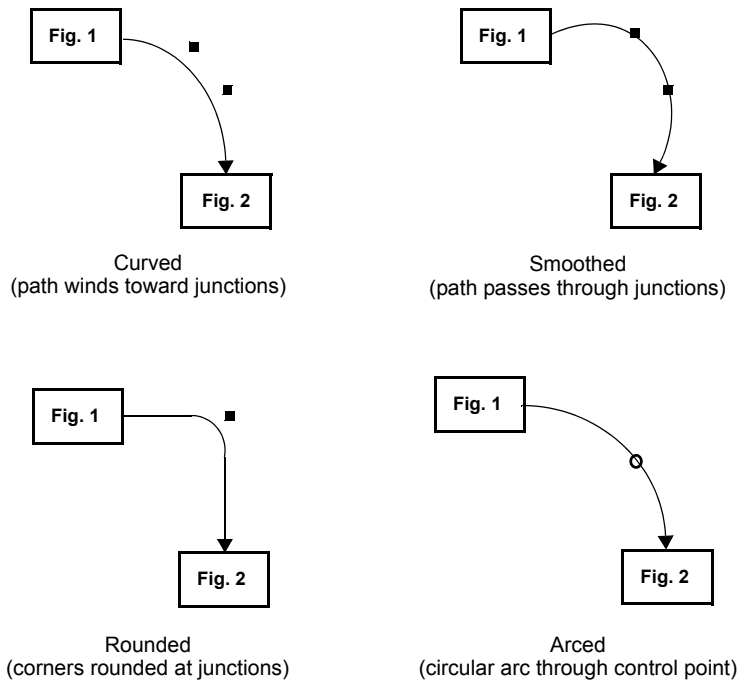 Fig. 1
Fig. 2
Curved
(path winds toward junctions)
Fig. 1
Fig. 2
Smoothed
(path passes through junctions)
Fig. 1
Fig. 2
Rounded
(corners rounded at junctions)
Fig. 1
Fig. 2
Arced
(circular arc through control point)